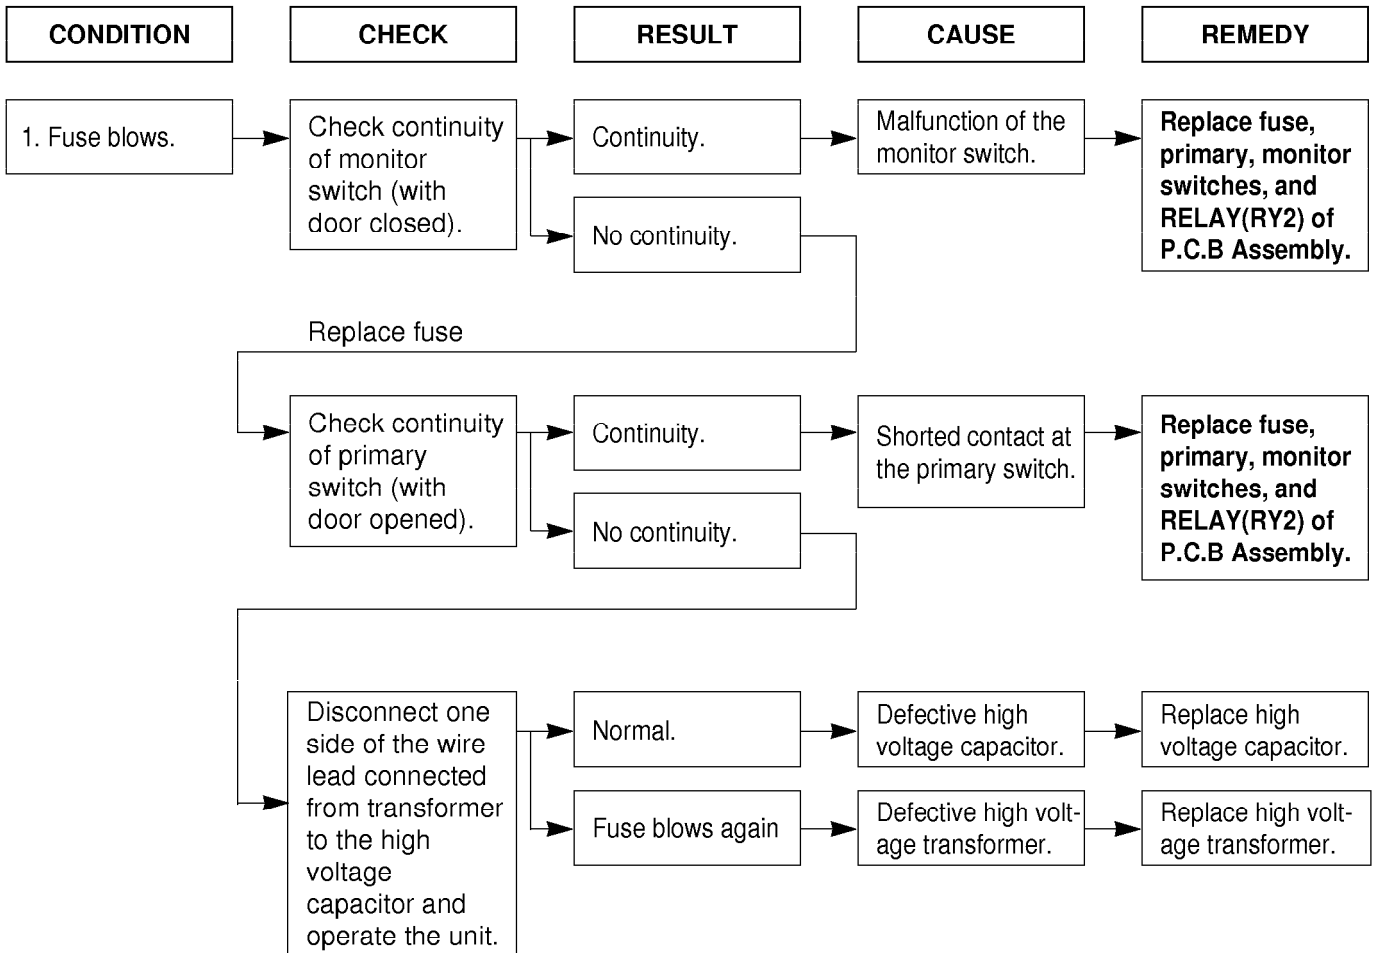 CONDITION
CHECK
RESULT
CAUSE
REMEDY
1. Fuse blows.
Check continuity
of monitor
switch (with
door closed).
Continuity.
Malfunction of the
monitor switch.
Replace fuse,
primary, monitor
switches, and
RELAY(RY2) of
P.C.B Assembly.
No continuity.
Replace fuse
Check continuity
of primary
switch (with
door opened).
Continuity.
Shorted contact at
the primary switch.
Replace fuse,
primary, monitor
switches, and
RELAY(RY2) of
P.C.B Assembly.
No continuity.
Disconnect one
side of the wire
lead connected
from transformer
to the high
voltage
capacitor and
operate the unit.
Normal.
Defective high
voltage capacitor.
Replace high
voltage capacitor.
Fuse blows again
Defective high volt-
age transformer.
Replace high volt-
age transformer.